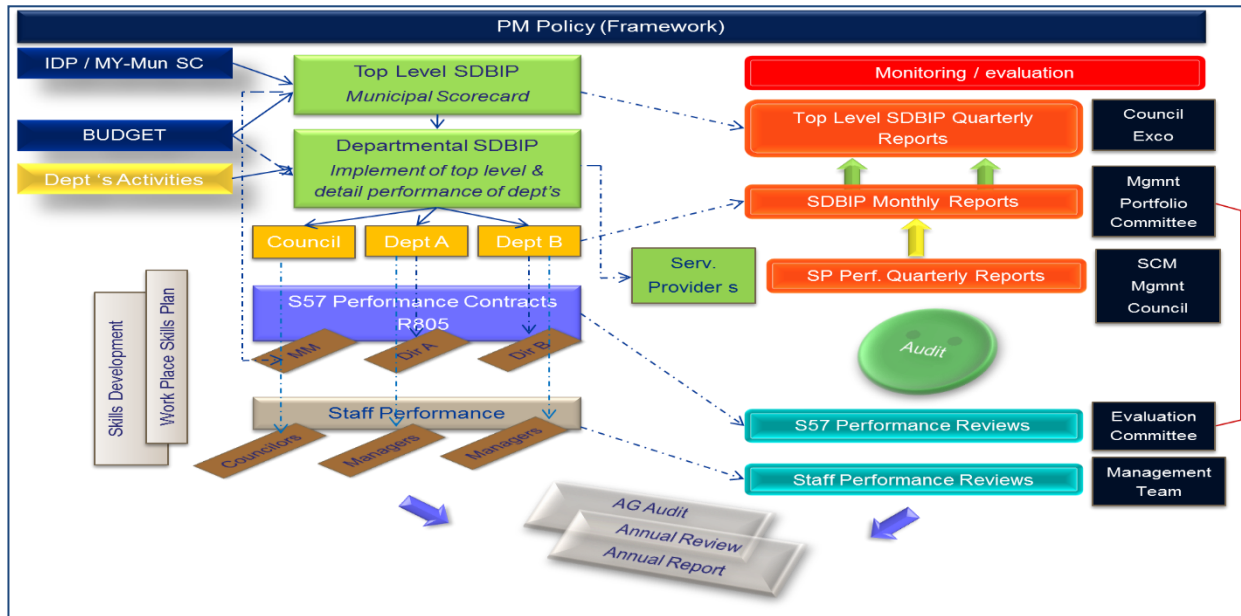 PM Policy (Framework)
IDP / MY-Mun SC
BUDGET
Dept 's Activities
Top Level SDBIP
Municipal Scorecard
Departmental SDBIP
Implement of top level &
detail performance of dept's
Council
Dept A
Dept B
Serv.
Provider s
S57 Performance Contracts
R805
MM
Dir A
Dir B
Staff Performance
Councilors
Managers
Managers
Skills Development
Work Place Skills Plan
Monitoring / evaluation
Top Level SDBIP Quarterly
Reports
Council
Exco
SDBIP Monthly Reports
Mgmnt
Portfolio
Committee
SP Perf. Quarterly Reports
SCM
Mgmnt
Council
Audit
S57 Performance Reviews
Evaluation
Committee
Staff Performance Reviews
Management
Team
AG Audit
Annual Review
Annual Report